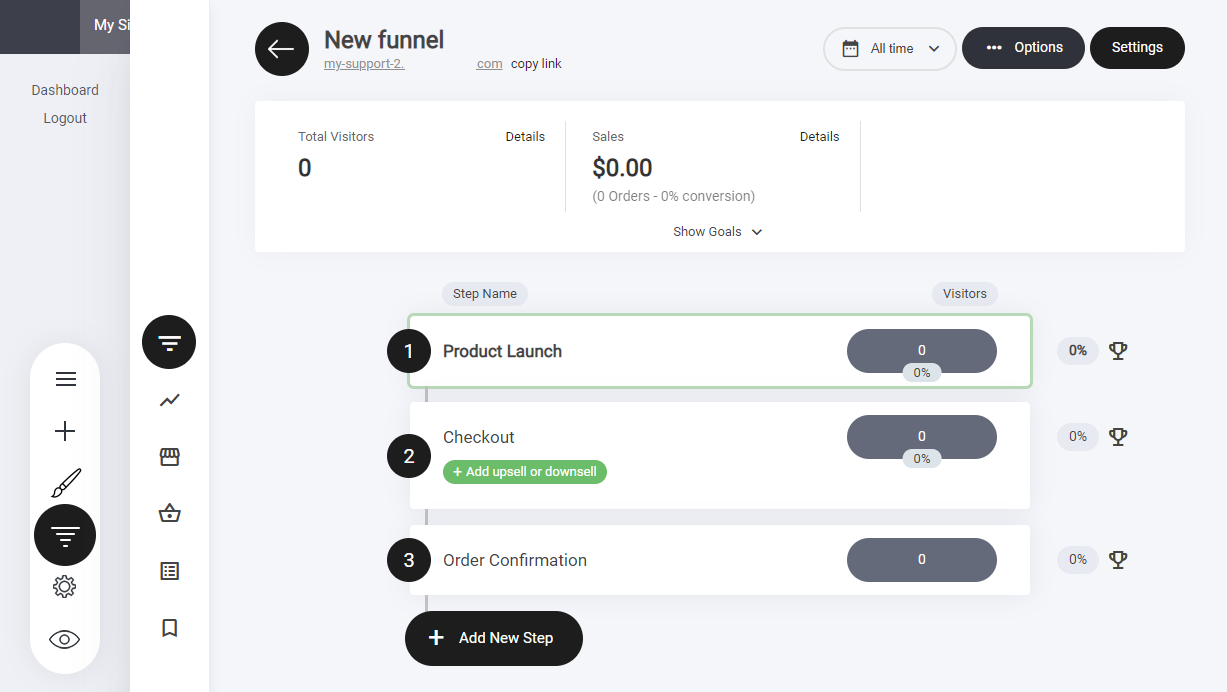 My Si
Dashboard
Logout
New funnel
my-support-2. com copy link
All time
Options
Settings
Total Visitors Details
0
Sales Details
$0.00
(0 Orders - 0% conversion)
Show Goals
Step Name Visitors
1 Product Launch 0 0% 0%
2 Checkout 0 0% 0%
+ Add upsell or downsell
3 Order Confirmation 0 0%
+ Add New Step